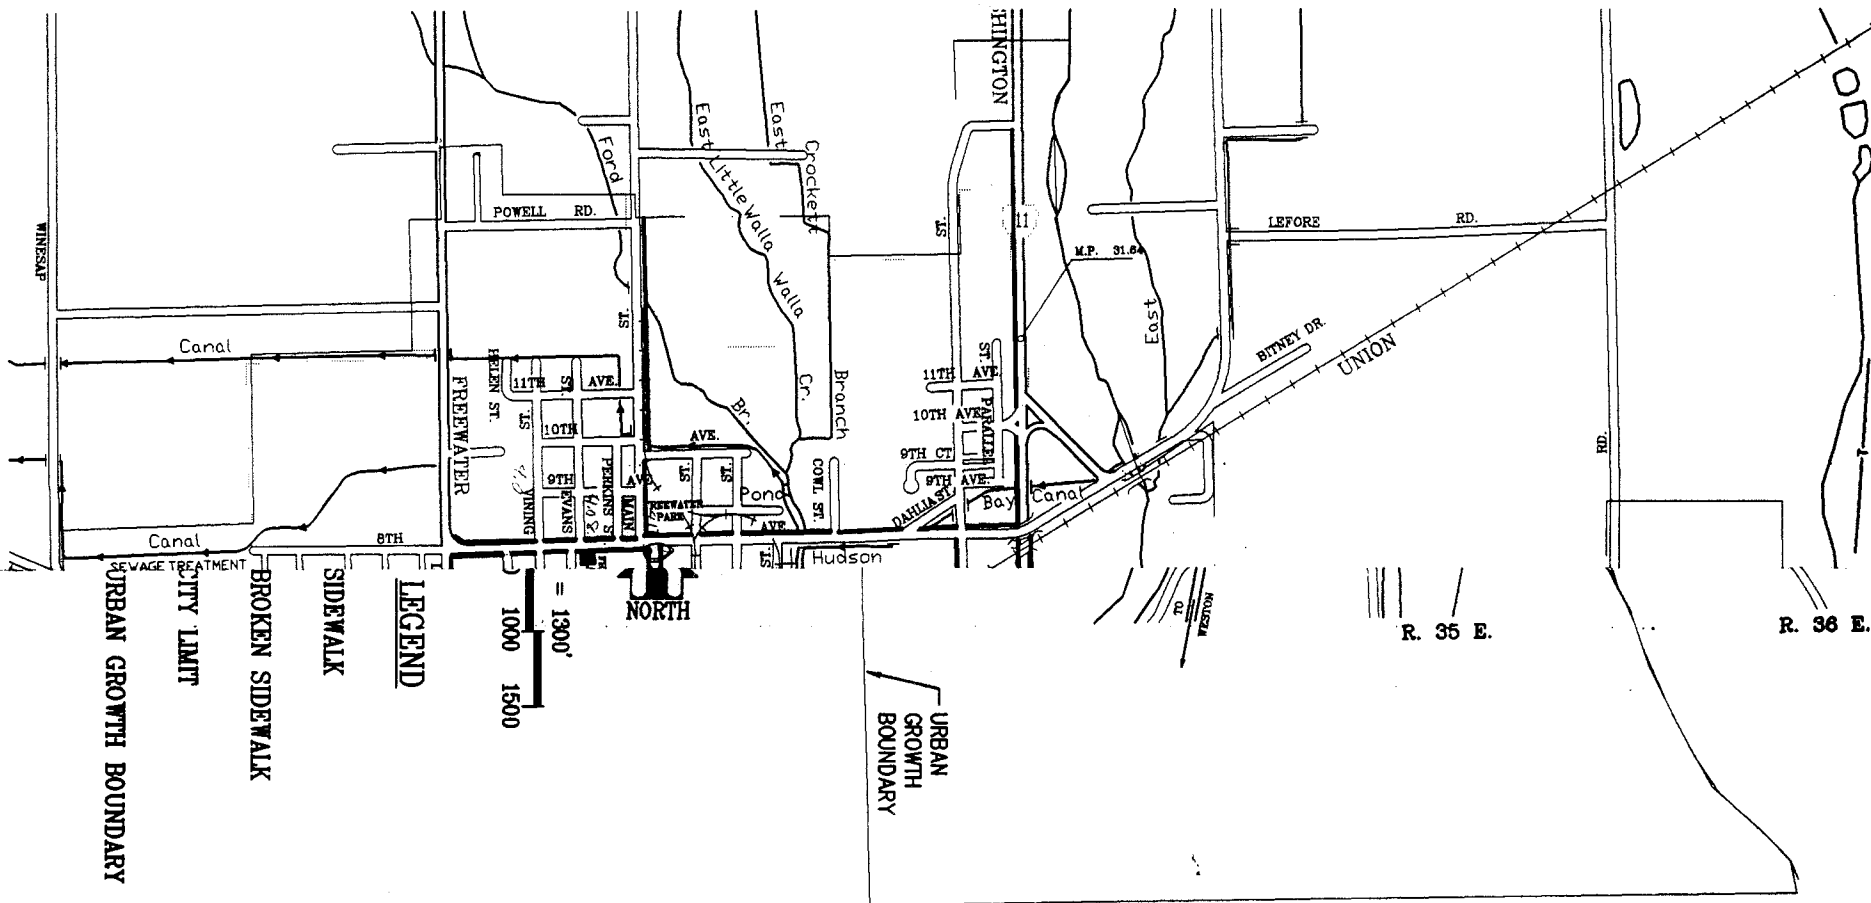 WASHINGTON
Ford
East
East
Crockett
Little Walla
Walla
Cr.
Branch
POWELL RD.
WINESAP
ST.
11
M.P. 31.64
LEFORE RD.
East
BITNEY DR.
UNION
RD.
Canal
HELEN ST.
11TH AVE.
ST.
ST.
FREEWATER
10TH AVE.
Br.
9TH AVE.
VINING
EVANS
PERKINS S
MAIN
ST.
ST.
ST.
FREEWATER
PARK
Pond
AVE
COWL ST.
ST.
ST.
11TH AVE.
10TH AVE
PARALLEL
9TH CT
9TH AVE.
DAHLIA ST
Bay Canal
Hudson
ST.
Canal
8TH
SEWAGE TREATMENT
NORTH
= 1300'
1000 1500
LEGEND
SIDEWALK
BROKEN SIDEWALK
CITY LIMIT
URBAN GROWTH BOUNDARY
URBAN
GROWTH
BOUNDARY
TO
WESTON
R. 35 E.
R. 36 E.